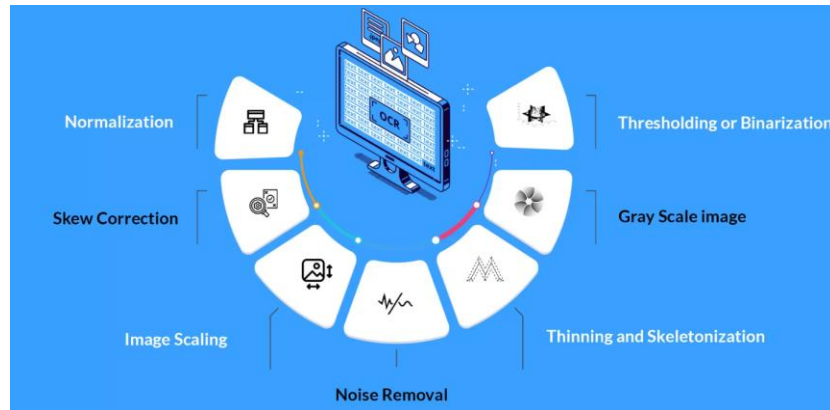 OCR
Normalization
Thresholding or Binarization
Skew Correction
Gray Scale image
Image Scaling
Thinning and Skeletonization
Noise Removal